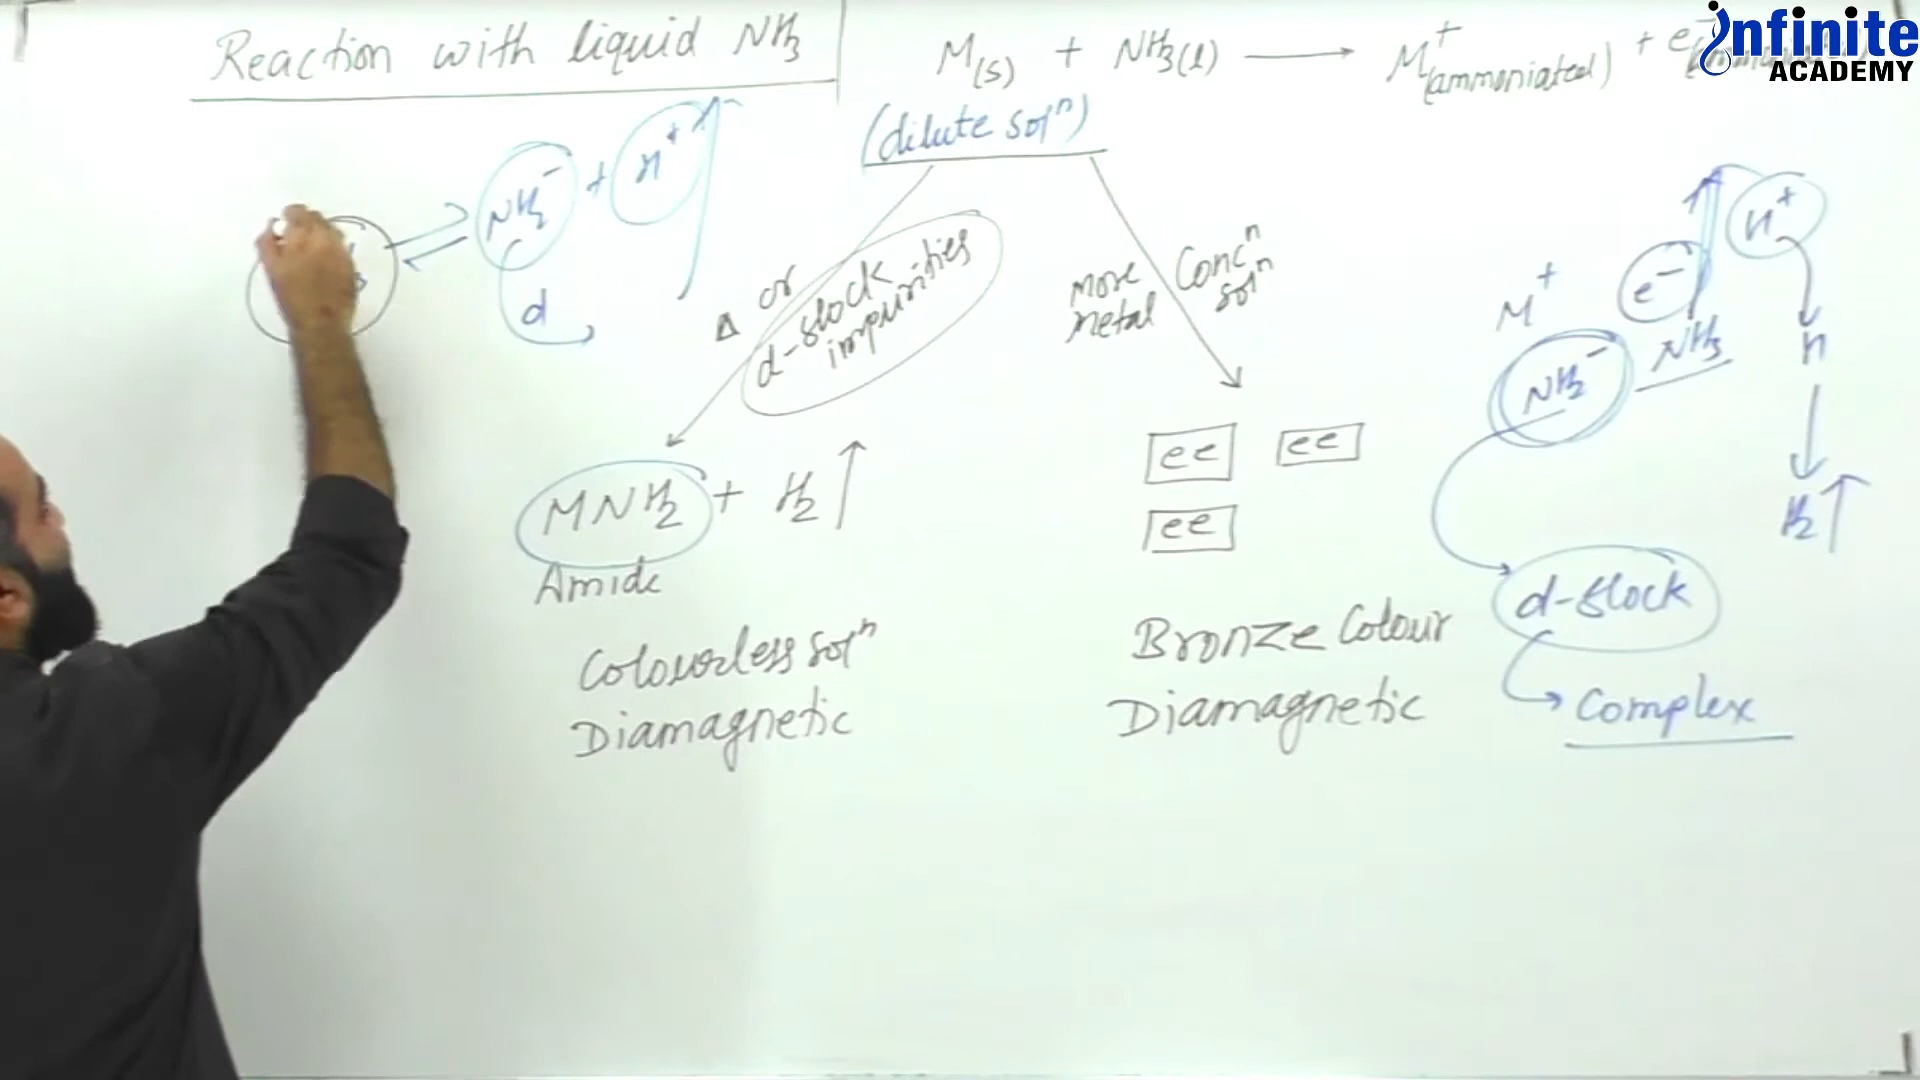 Reaction with liquid NH3
M(s) + NH3(l) ⟶ M+(ammoniated) + e-
(dilute solⁿ)
infinite
ACADEMY
⇌ NH2- + H+ ↑
d
Δ or
d-block
impurities
More
Metal
Concⁿ
solⁿ
MNH2 + H2 ↑
Amide
Colourless solⁿ
Diamagnetic
ee ee
ee
Bronze Colour
Diamagnetic
M+ e- H+
NH2- NH3 H
H2 ↑
d-block
Complex